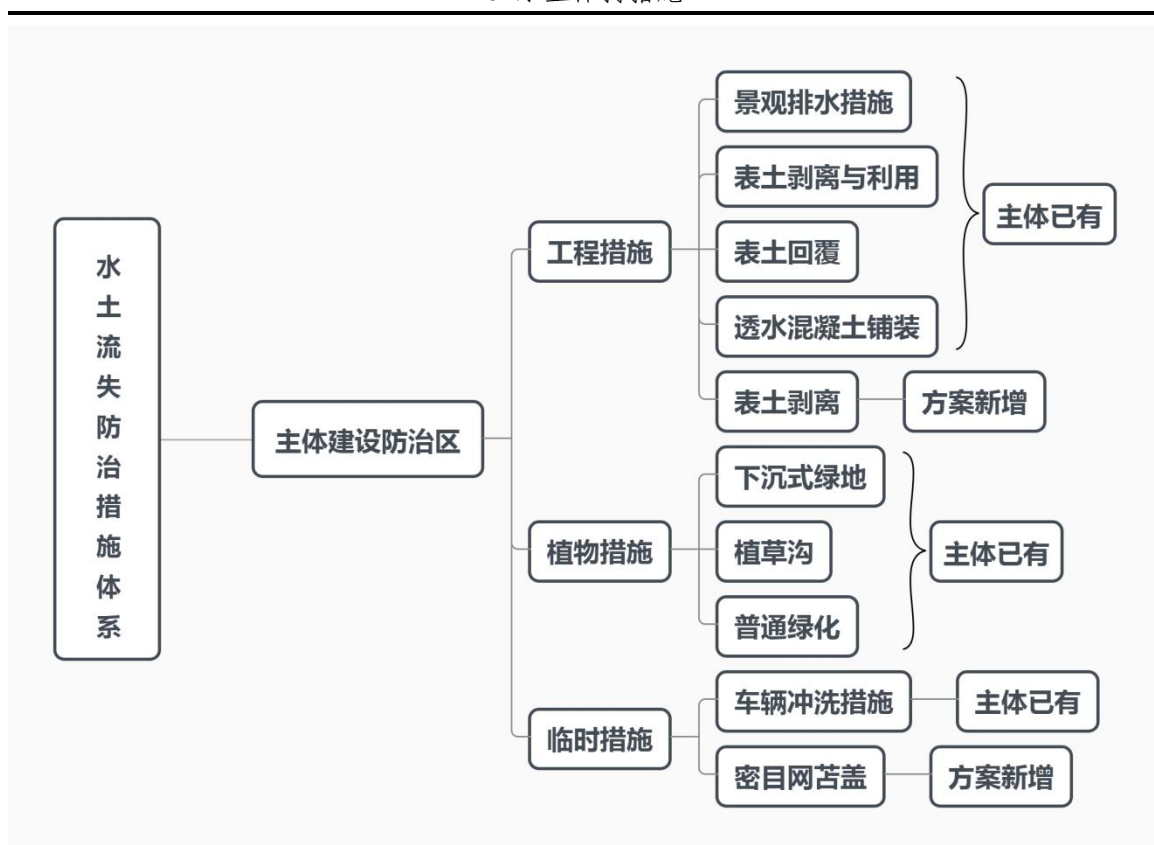 水土流失防治措施体系
主体建设防治区
工程措施
景观排水措施
表土剥离与利用
表土回覆
透水混凝土铺装
主体已有
表土剥离
方案新增
植物措施
下沉式绿地
植草沟
普通绿化
主体已有
临时措施
车辆冲洗措施
主体已有
密目网苫盖
方案新增